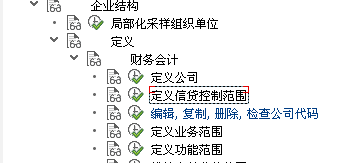 企业结构
局部化采样组织单位
定义
财务会计
定义公司
定义信贷控制范围
编辑, 复制, 删除, 检查公司代码
定义业务范围
定义功能范围